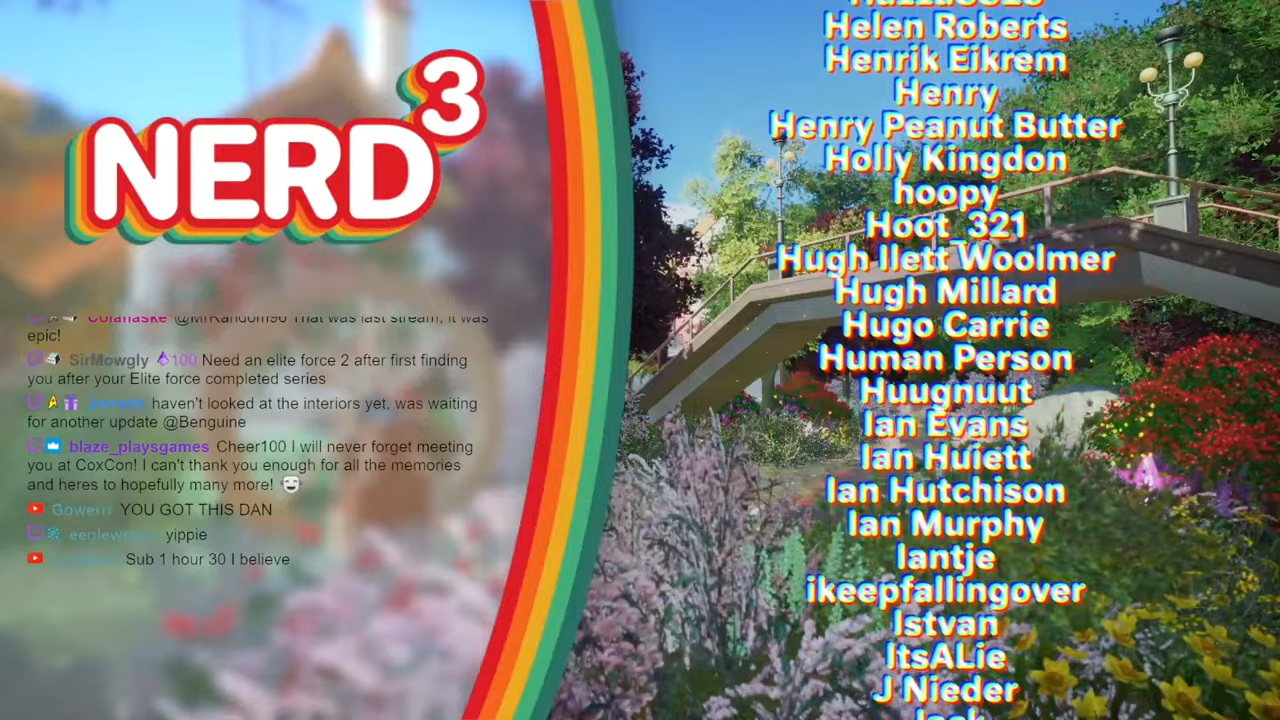 NERD³
@MrRandom96 That was last stream, it was
epic!
SirMowgly 100 Need an elite force 2 after first finding
you after your Elite force completed series
haven't looked at the interiors yet, was waiting
for another update @Benguine
blaze_playsgames Cheer100 I will never forget meeting
you at CoxCon! I can't thank you enough for all the memories
and heres to hopefully many more!
YOU GOT THIS DAN
yippie
Sub 1 hour 30 I believe
Helen Roberts
Henrik Eikrem
Henry
Henry Peanut Butter
Holly Kingdon
hoopy
Hoot_321
Hugh Ilett Woolmer
Hugh Millard
Hugo Carrie
Human Person
Huugnuut
Ian Evans
Ian Huiett
Ian Hutchison
Ian Murphy
Iantje
ikeepfallingover
Istvan
ItsALie
J Nieder